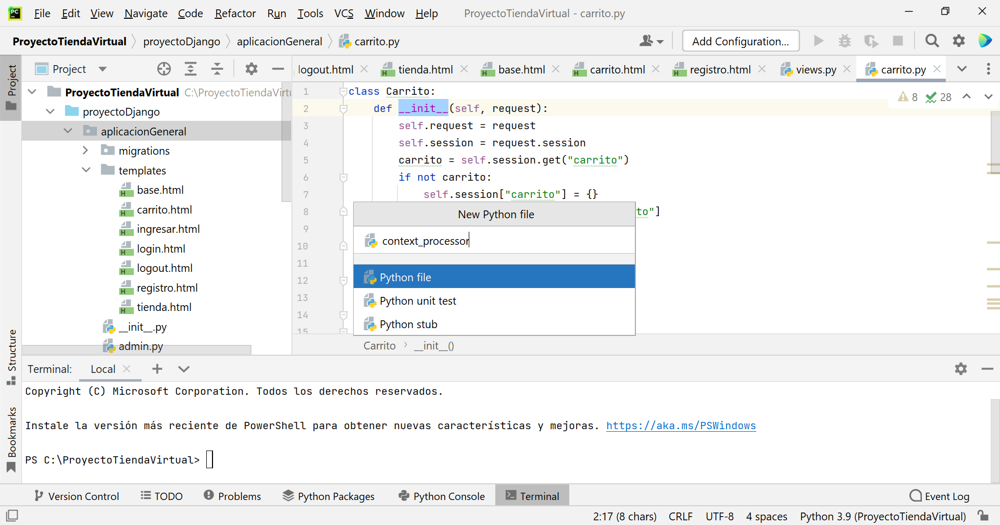 File Edit View Navigate Code Refactor Run Tools VCS Window Help ProyectoTiendaVirtual - carrito.py
ProyectoTiendaVirtual proyectoDjango aplicacionGeneral carrito.py Add Configuration...
Project
Project
logout.html tienda.html base.html carrito.html registro.html views.py carrito.py
ProyectoTiendaVirtual C:\ProyectoTiendaVirtu
proyectoDjango
aplicacionGeneral
migrations
templates
base.html
carrito.html
ingresar.html
login.html
logout.html
registro.html
tienda.html
__init__.py
admin.py
8 28
1 class Carrito:
2 def __init__(self, request):
3 self.request = request
4 self.session = request.session
5 carrito = self.session.get("carrito")
6 if not carrito:
7 self.session["carrito"] = {}
8 to"]
9
10
11
12
13
14
15
New Python file
context_processor
Python file
Python unit test
Python stub
Carrito › __init__()
Structure
Bookmarks
Terminal: Local
Copyright (C) Microsoft Corporation. Todos los derechos reservados.
Instale la versión más reciente de PowerShell para obtener nuevas características y mejoras. https://aka.ms/PSWindows
PS C:\ProyectoTiendaVirtual>
Version Control TODO Problems Python Packages Python Console Terminal Event Log
2:17 (8 chars) CRLF UTF-8 4 spaces Python 3.9 (ProyectoTiendaVirtual)